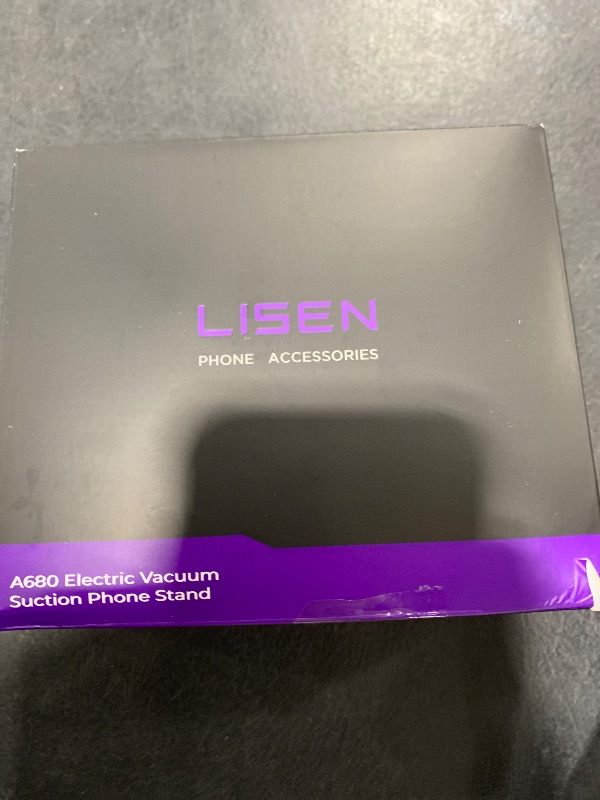 LISEN
PHONE ACCESSORIES
A680 Electric Vacuum
Suction Phone Stand